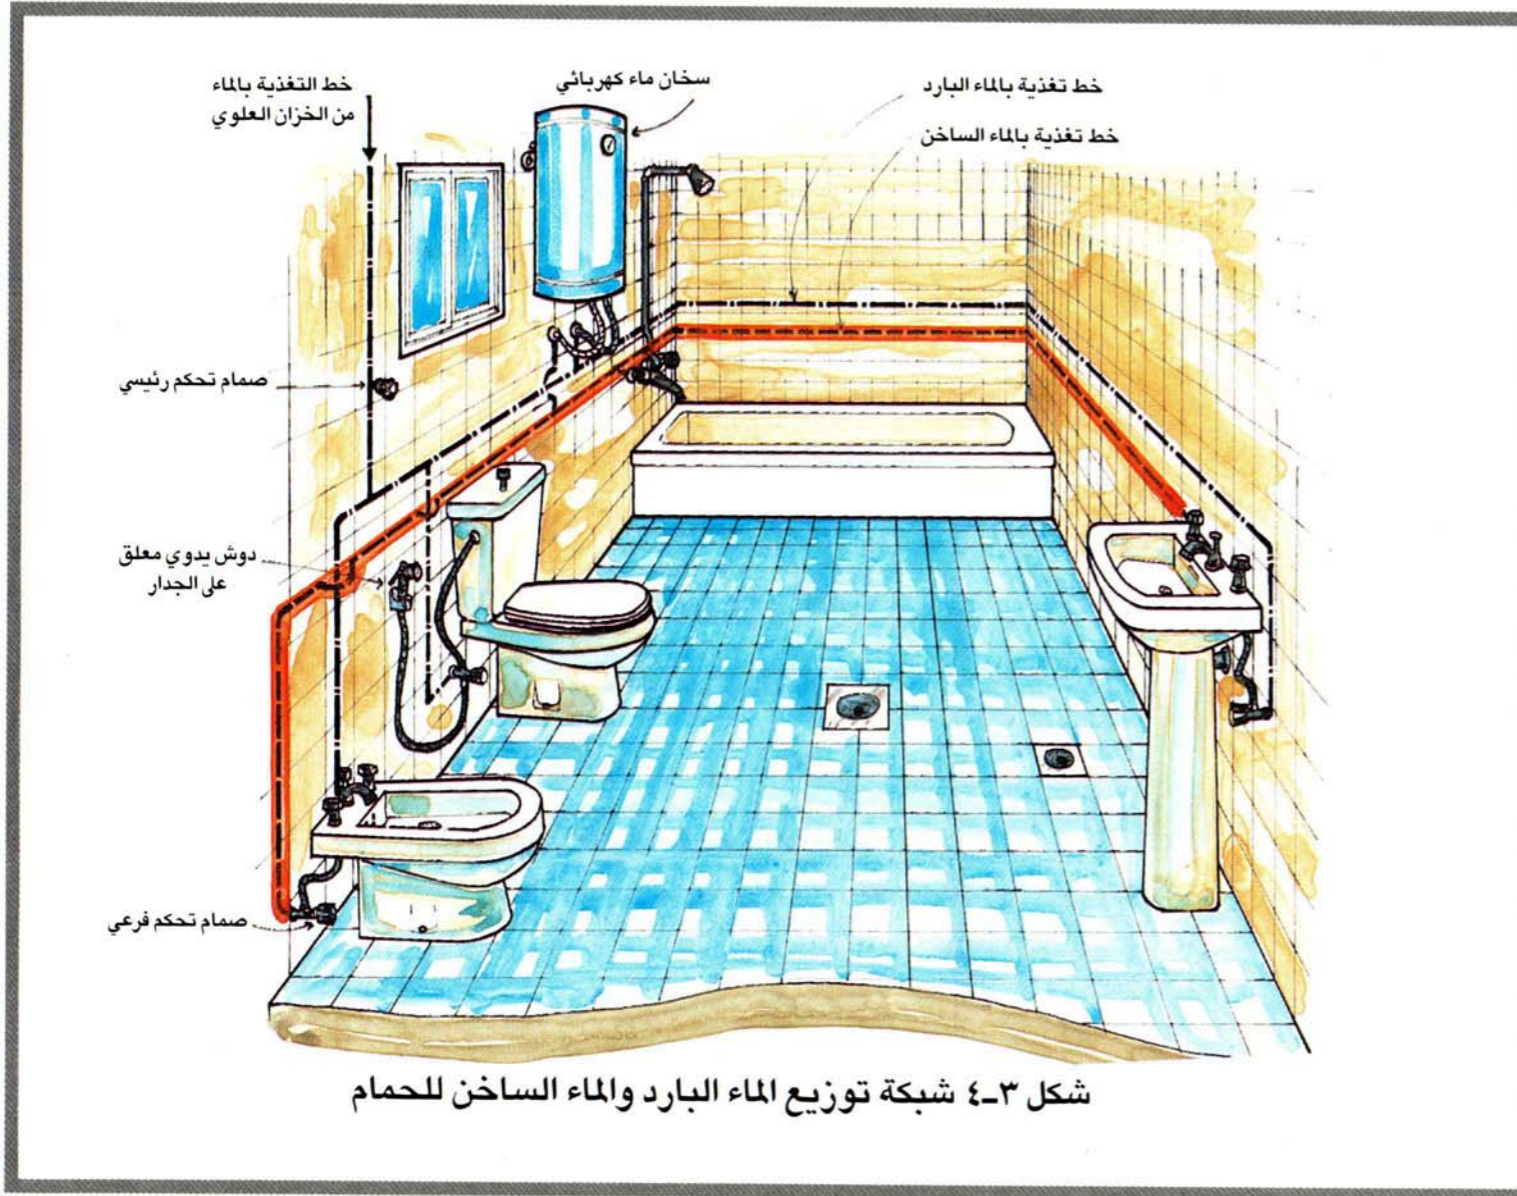 خط تغذية بالماء البارد
خط تغذية بالماء الساخن
سخان ماء كهربائي
خط التغذية بالماء
من الخزان العلوي
صمام تحكم رئيسي
دوش يدوي معلق
على الجدار
صمام تحكم فرعي
شكل ٣-٤ شبكة توزيع الماء البارد والماء الساخن للحمام